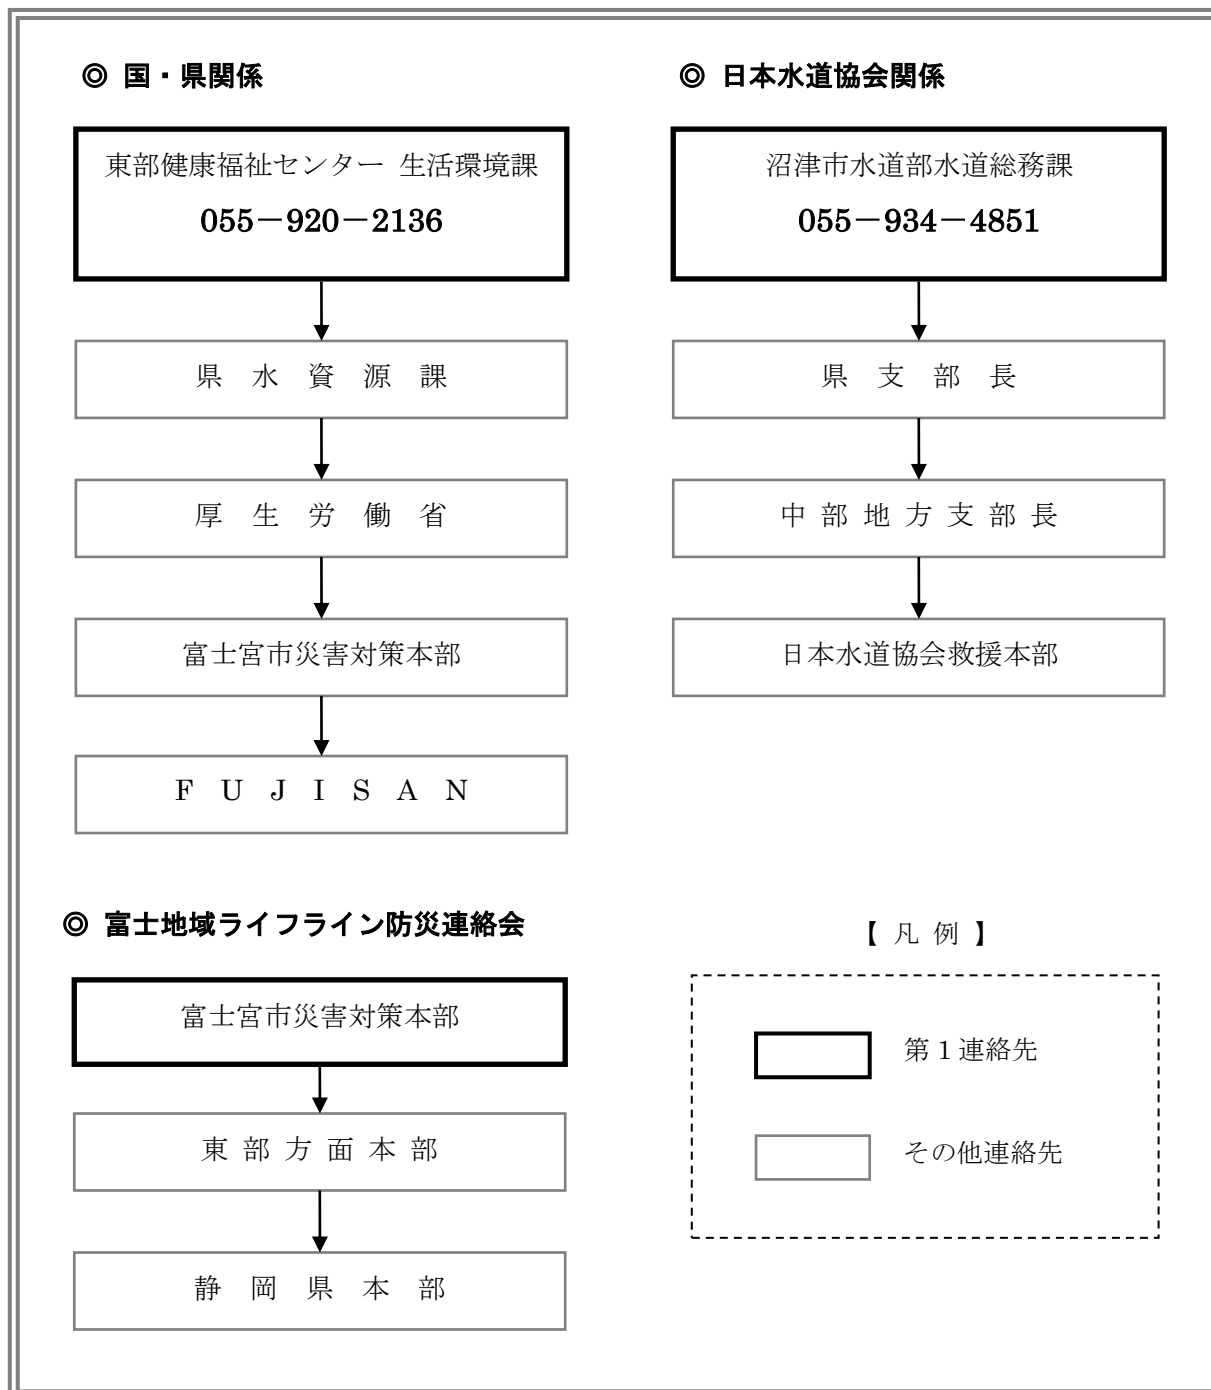 ◎ 国・県関係
東部健康福祉センター 生活環境課
055－920－2136
県 水 資 源 課
厚 生 労 働 省
富士宮市災害対策本部
F U J I S A N
◎ 日本水道協会関係
沼津市水道部水道総務課
055－934－4851
県 支 部 長
中 部 地 方 支 部 長
日本水道協会救援本部
◎ 富士地域ライフライン防災連絡会
富士宮市災害対策本部
東 部 方 面 本 部
静 岡 県 本 部
【 凡 例 】
第１連絡先
その他連絡先